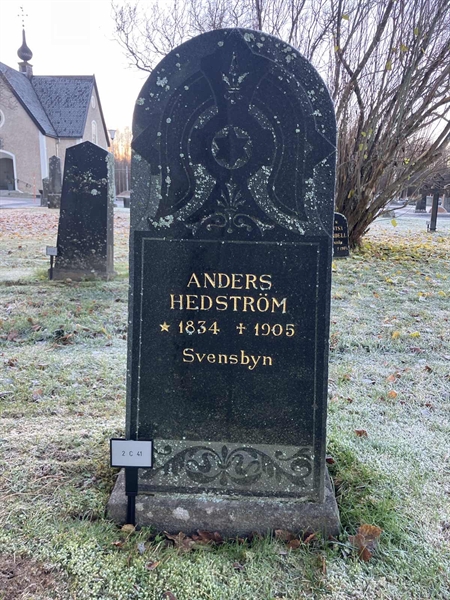 ANDERS
HEDSTRÖM
★ 1834 ✝ 1905
Svensbyn
2 C 41